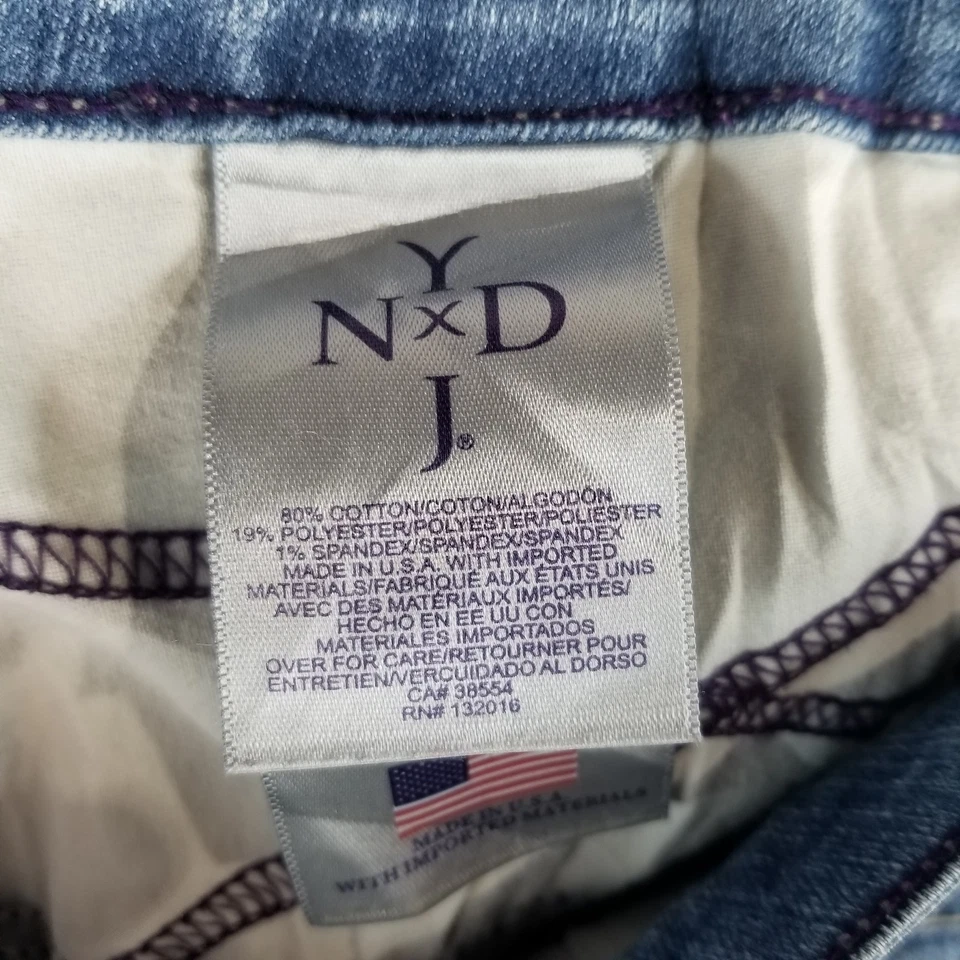 Y
N x D
J®
80% COTTON/COTON/ALGODÓN
19% POLYESTER/POLYESTER/POLIÉSTER
1% SPANDEX/SPANDEX/SPANDEX
MADE IN U.S.A. WITH IMPORTED
MATERIALS/FABRIQUÉ AUX ÉTATS UNIS
AVEC DES MATÉRIAUX IMPORTÉS/
HECHO EN EE UU CON
MATERIALES IMPORTADOS
OVER FOR CARE/RETOURNER POUR
ENTRETIEN/VERCUIDADO AL DORSO
CA# 38554
RN# 132016
MADE IN U.S.A
WITH IMPORTED MATERIALS